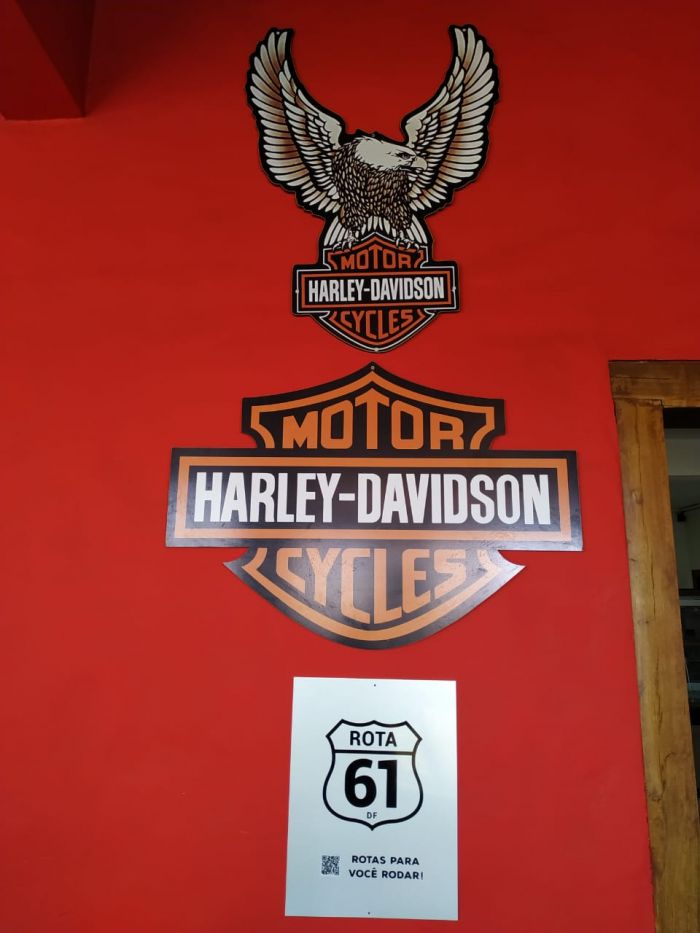 MOTOR
HARLEY-DAVIDSON
CYCLES
MOTOR
HARLEY-DAVIDSON
CYCLES
ROTA
61
DF
ROTAS PARA
VOCÊ RODAR!